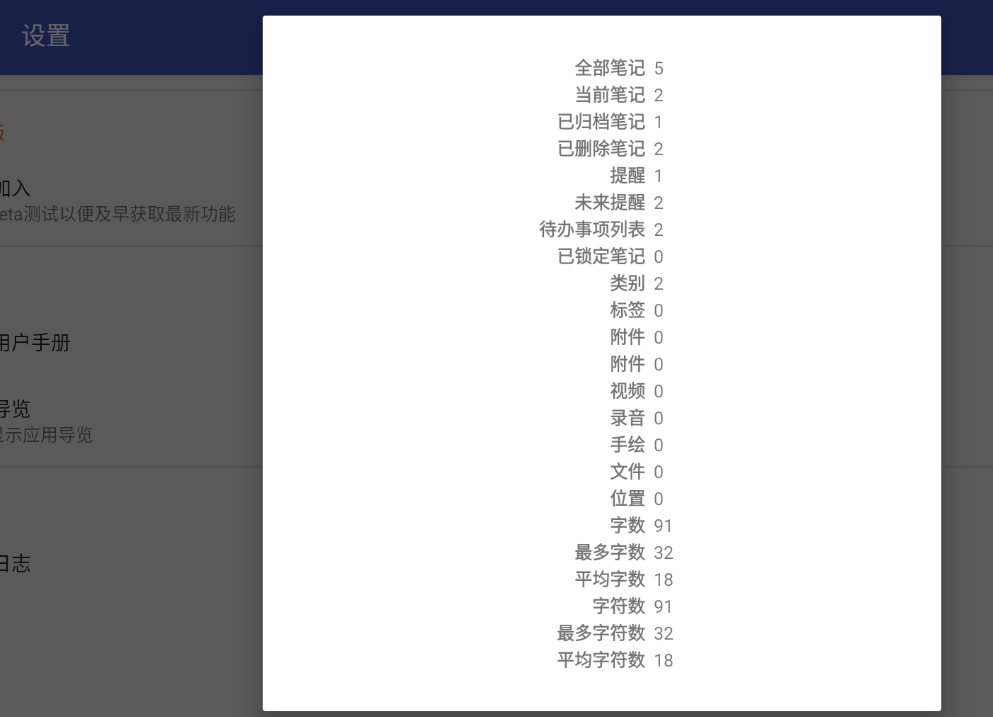 设置
加入
eta测试以便及早获取最新功能
用户手册
导览
显示应用导览
日志
全部笔记 5
当前笔记 2
已归档笔记 1
已删除笔记 2
提醒 1
未来提醒 2
待办事项列表 2
已锁定笔记 0
类别 2
标签 0
附件 0
附件 0
视频 0
录音 0
手绘 0
文件 0
位置 0
字数 91
最多字数 32
平均字数 18
字符数 91
最多字符数 32
平均字符数 18